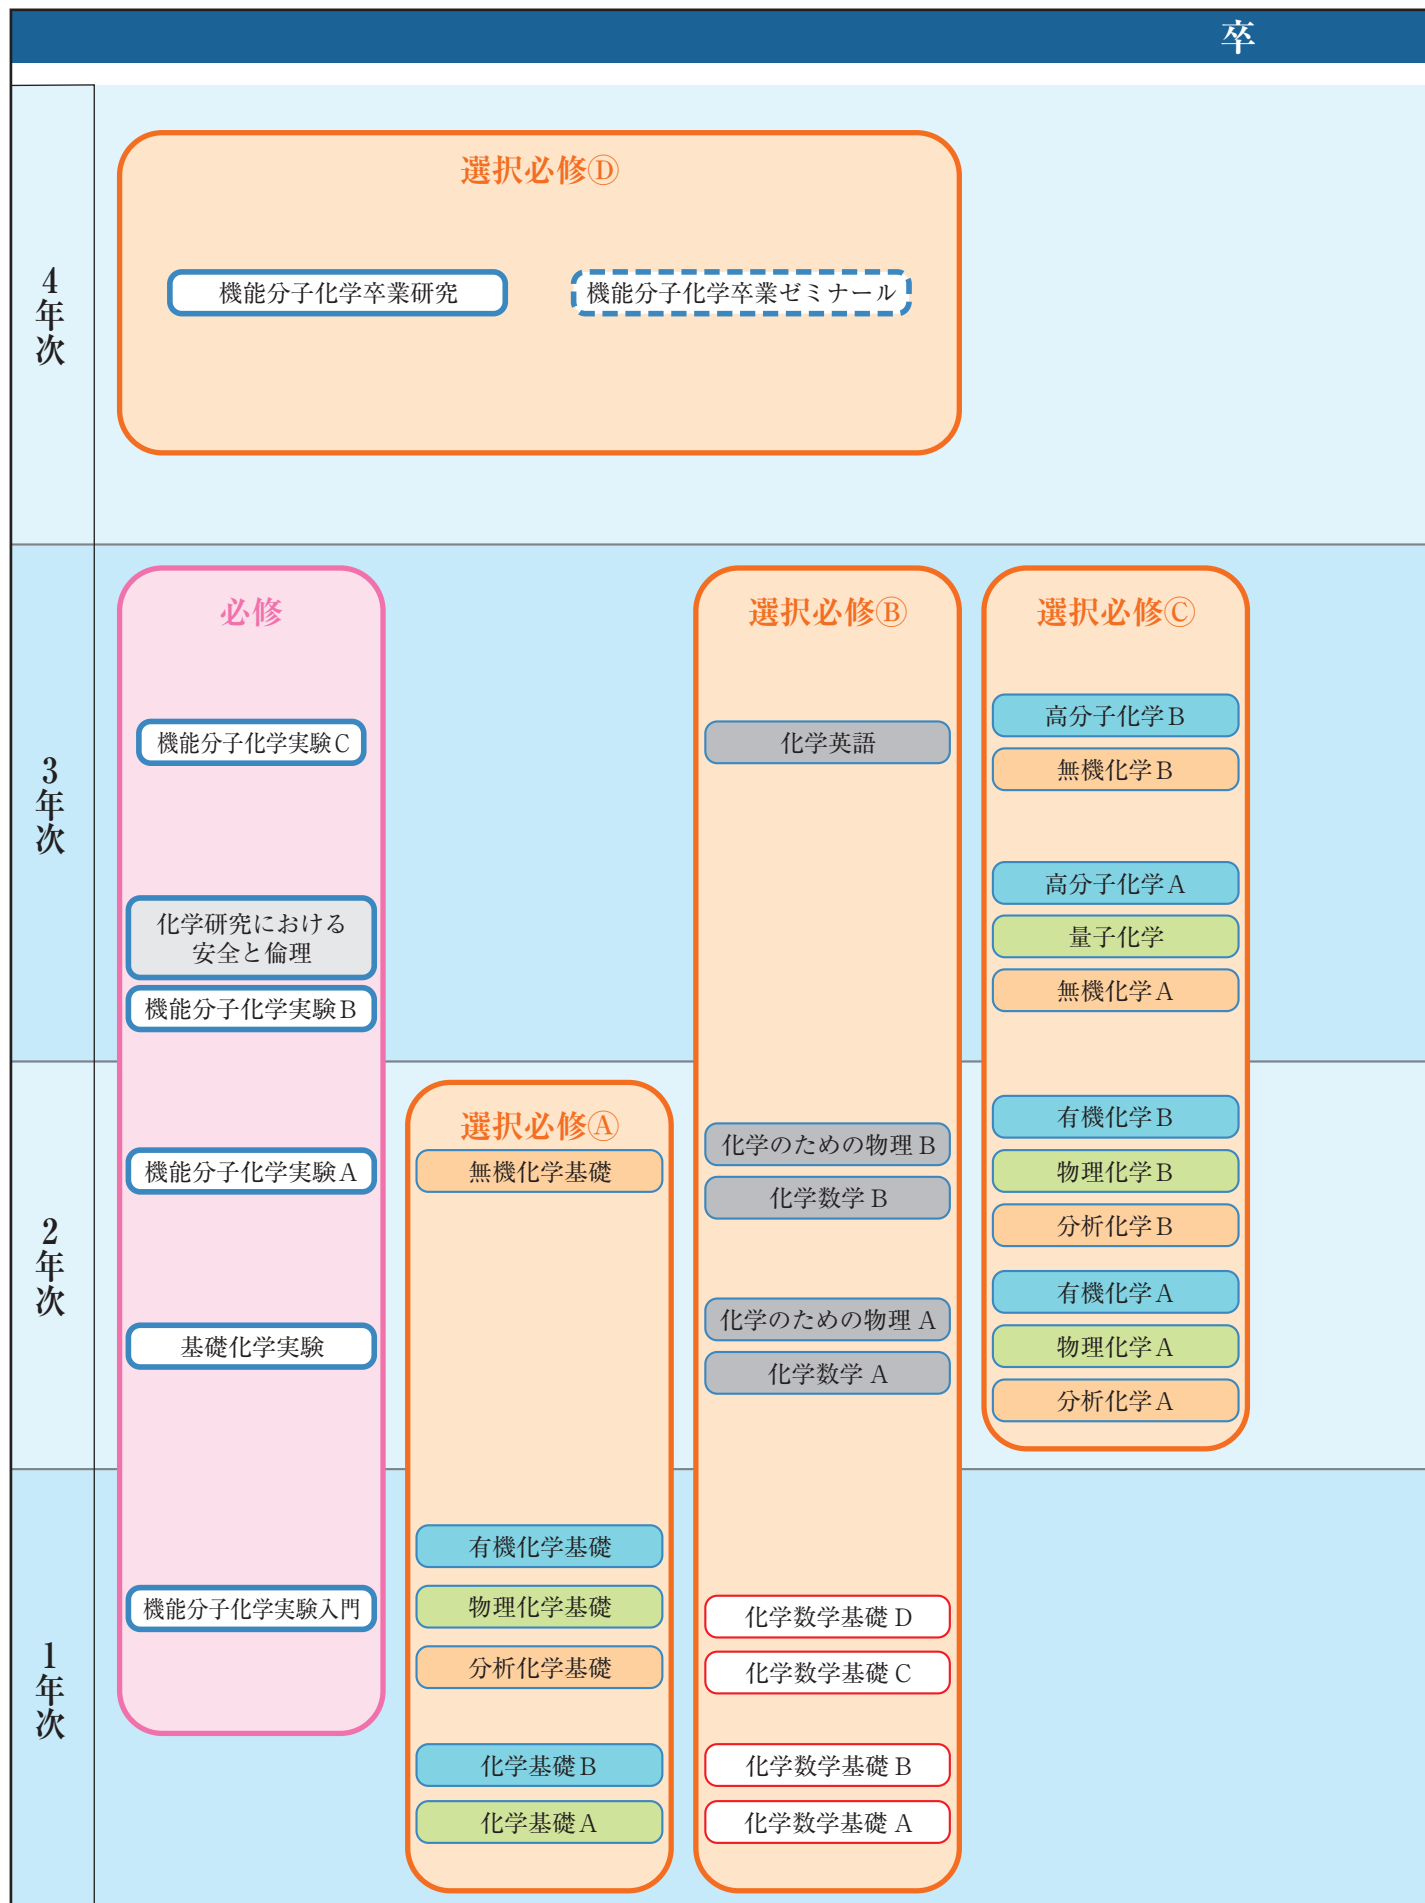 卒
4年次
選択必修Ⓓ
機能分子化学卒業研究
機能分子化学卒業ゼミナール
3年次
必修
機能分子化学実験C
化学研究における
安全と倫理
機能分子化学実験B
機能分子化学実験A
基礎化学実験
機能分子化学実験入門
選択必修Ⓐ
無機化学基礎
有機化学基礎
物理化学基礎
分析化学基礎
化学基礎B
化学基礎A
選択必修Ⓑ
化学英語
化学のための物理 B
化学数学 B
化学のための物理 A
化学数学 A
化学数学基礎 D
化学数学基礎 C
化学数学基礎 B
化学数学基礎 A
選択必修Ⓒ
高分子化学B
無機化学B
高分子化学A
量子化学
無機化学A
有機化学B
物理化学B
分析化学B
有機化学A
物理化学A
分析化学A
2年次
1年次